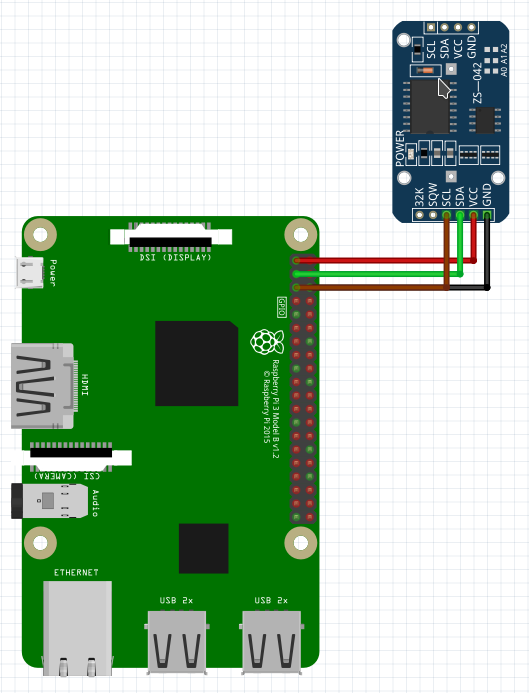 SCL
SDA
VCC
GND
A0 A1 A2
ZS-042
POWER
32K
SQW
SCL
SDA
VCC
GND
DSI (DISPLAY)
Power
GPIO
HDMI
Raspberry Pi 3 Model B v1.2
© Raspberry Pi 2015
CSI (CAMERA)
Audio
ETHERNET
USB 2x
USB 2x